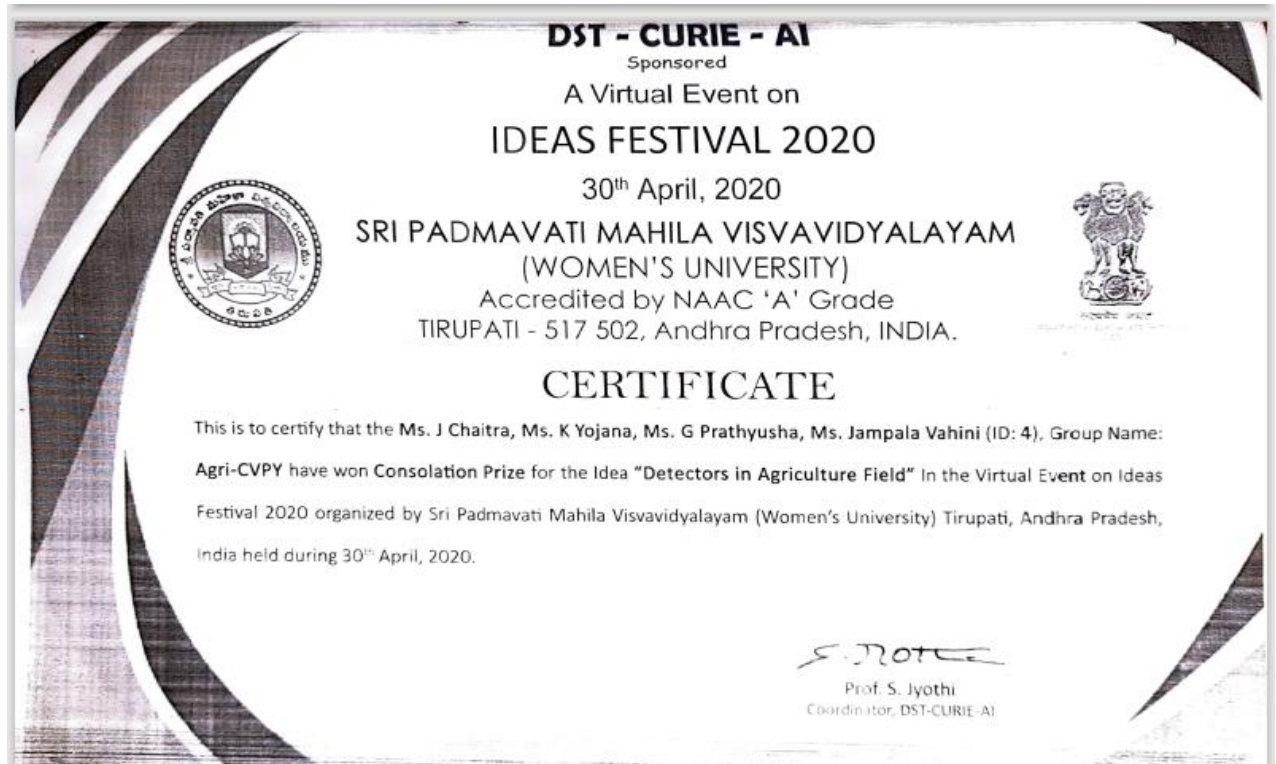 DST - CURIE - AI
Sponsored
A Virtual Event on
IDEAS FESTIVAL 2020
30th April, 2020
SRI PADMAVATI MAHILA VISVAVIDYALAYAM
(WOMEN'S UNIVERSITY)
Accredited by NAAC 'A' Grade
TIRUPATI - 517 502, Andhra Pradesh, INDIA.
CERTIFICATE
This is to certify that the Ms. J Chaitra, Ms. K Yojana, Ms. G Prathyusha, Ms. Jampala Vahini (ID: 4), Group Name:
Agri-CVPY have won Consolation Prize for the Idea "Detectors in Agriculture Field" In the Virtual Event on Ideas
Festival 2020 organized by Sri Padmavati Mahila Visvavidyalayam (Women's University) Tirupati, Andhra Pradesh,
India held during 30th April, 2020.
Prof. S. Jyothi
Coordinator, DST-CURIE-AI